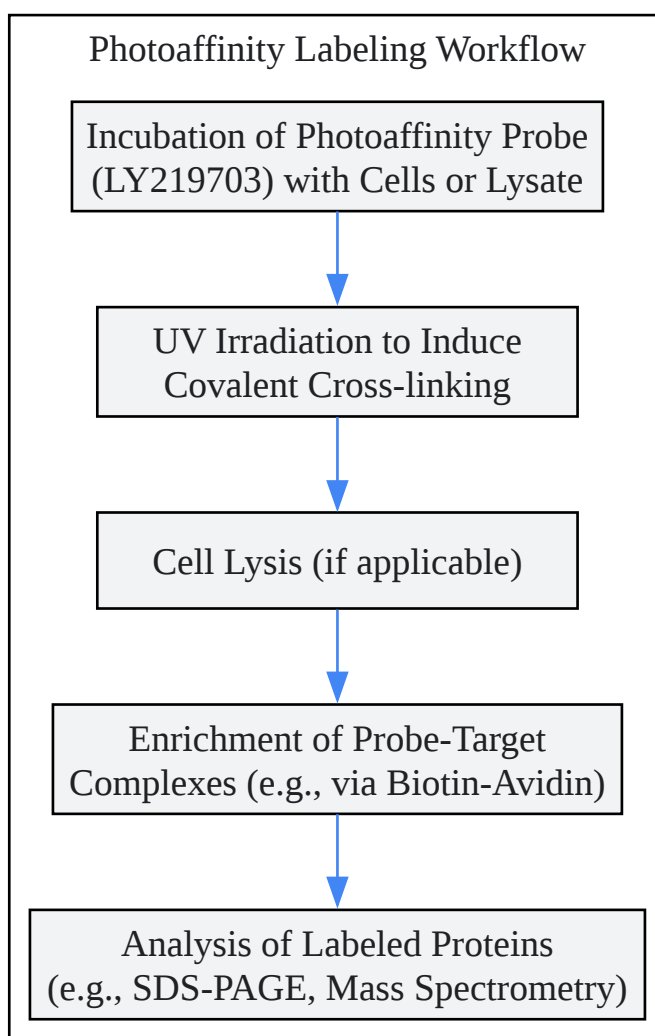 Photoaffinity Labeling Workflow
Incubation of Photoaffinity Probe
(LY219703) with Cells or Lysate
UV Irradiation to Induce
Covalent Cross-linking
Cell Lysis (if applicable)
Enrichment of Probe-Target
Complexes (e.g., via Biotin-Avidin)
Analysis of Labeled Proteins
(e.g., SDS-PAGE, Mass Spectrometry)